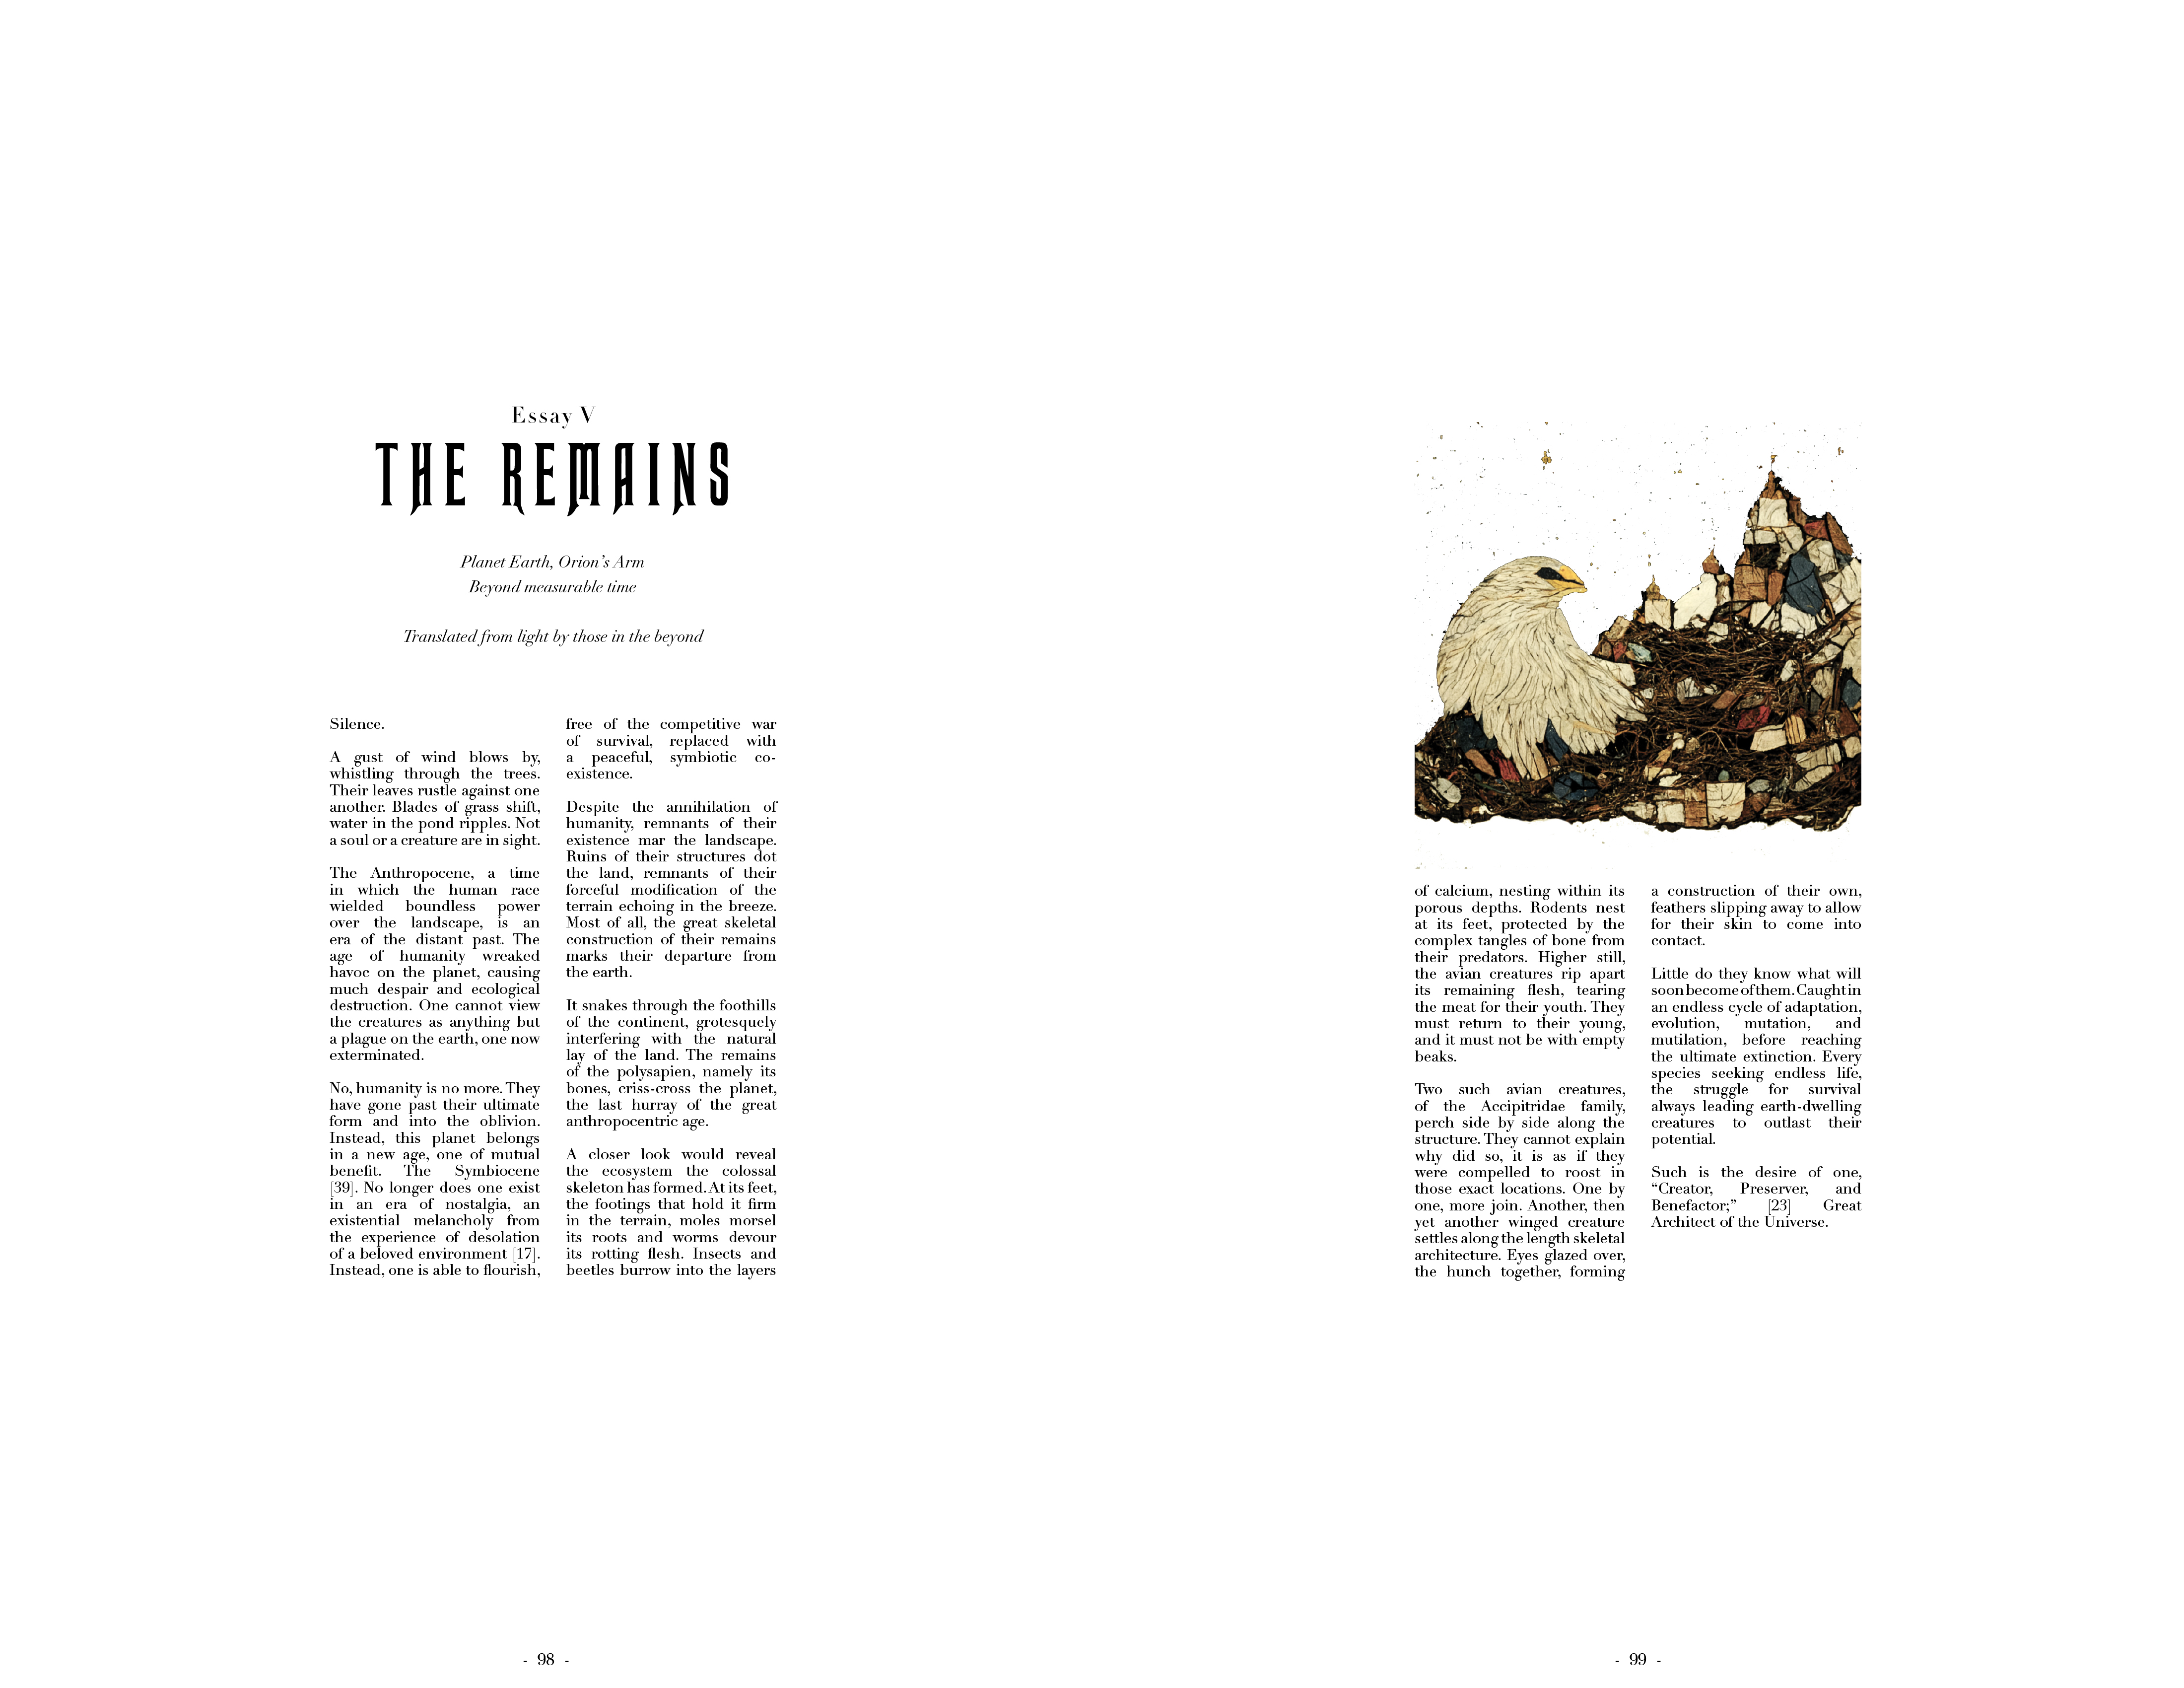 Essay V
THE REMAINS
Planet Earth, Orion's Arm
Beyond measurable time
Translated from light by those in the beyond
Silence.
A gust of wind blows by,
whistling through the trees.
Their leaves rustle against one
another. Blades of grass shift,
water in the pond ripples. Not
a soul or a creature are in sight.
The Anthropocene, a time
in which the human race
wielded boundless power
over the landscape, is an
era of the distant past. The
age of humanity wreaked
havoc on the planet, causing
much despair and ecological
destruction. One cannot view
the creatures as anything but
a plague on the earth, one now
exterminated.
No, humanity is no more. They
have gone past their ultimate
form and into the oblivion.
Instead, this planet belongs
in a new age, one of mutual
benefit. The Symbiocene
[39]. No longer does one exist
in an era of nostalgia, an
existential melancholy from
the experience of desolation
of a beloved environment [17].
Instead, one is able to flourish,
free of the competitive war
of survival, replaced with
a peaceful, symbiotic co-
existence.
Despite the annihilation of
humanity, remnants of their
existence mar the landscape.
Ruins of their structures dot
the land, remnants of their
forceful modification of the
terrain echoing in the breeze.
Most of all, the great skeletal
construction of their remains
marks their departure from
the earth.
It snakes through the foothills
of the continent, grotesquely
interfering with the natural
lay of the land. The remains
of the polysapien, namely its
bones, criss-cross the planet,
the last hurray of the great
anthropocentric age.
A closer look would reveal
the ecosystem the colossal
skeleton has formed. At its feet,
the footings that hold it firm
in the terrain, moles morsel
its roots and worms devour
its rotting flesh. Insects and
beetles burrow into the layers
of calcium, nesting within its
porous depths. Rodents nest
at its feet, protected by the
complex tangles of bone from
their predators. Higher still,
the avian creatures rip apart
its remaining flesh, tearing
the meat for their youth. They
must return to their young,
and it must not be with empty
beaks.
Two such avian creatures,
of the Accipitridae family,
perch side by side along the
structure. They cannot explain
why did so, it is as if they
were compelled to roost in
those exact locations. One by
one, more join. Another, then
yet another winged creature
settles along the length skeletal
architecture. Eyes glazed over,
the hunch together, forming
a construction of their own,
feathers slipping away to allow
for their skin to come into
contact.
Little do they know what will
soon become of them. Caught in
an endless cycle of adaptation,
evolution, mutation, and
mutilation, before reaching
the ultimate extinction. Every
species seeking endless life,
the struggle for survival
always leading earth-dwelling
creatures to outlast their
potential.
Such is the desire of one,
“Creator, Preserver, and
Benefactor;” [23] Great
Architect of the Universe.
- 98 -
- 99 -